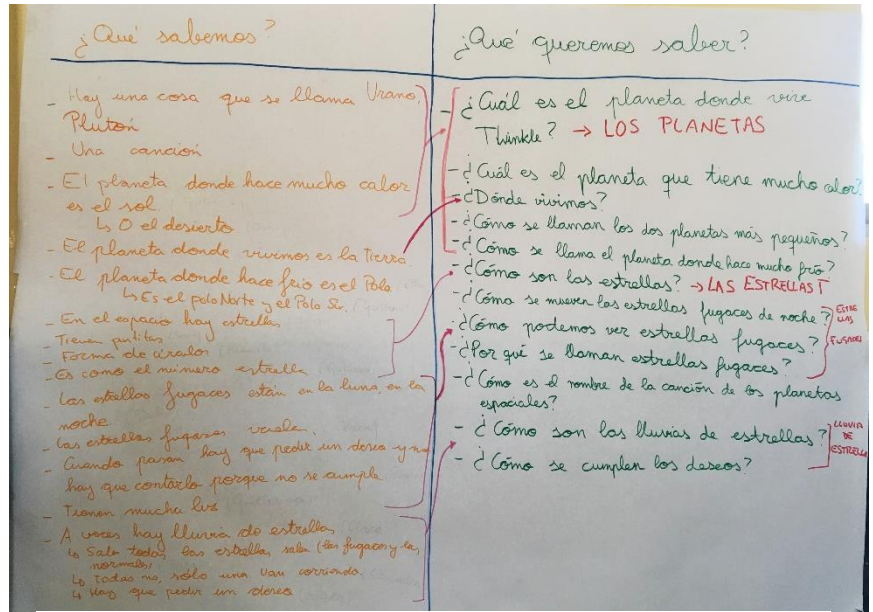 ¿Qué sabemos?
- Hay una cosa que se llama Urano,
Plutón
- Una canción
- El planeta donde hace mucho calor
es el sol
↳ O el desierto
- El planeta donde vivimos es la Tierra
- El planeta donde hace frío es el Polo
↳ Es el polo Norte y el Polo Sur
- En el espacio hay estrellas
- Tienen puntitas
- Forma de círculos
- Es como el número estrella
- Las estrellas fugaces están en la luna, en la
noche
- Las estrellas fugaces vuelan.
- Cuando pasan hay que pedir un deseo y no
hay que contarlo porque no se cumple
- Tienen mucha luz
- A veces hay lluvia de estrellas
↳ Salen todas las estrellas, salen (las fugaces y las
normales)
↳ Todas no, sólo una van corriendo.
↳ Hay que pedir un deseo
¿Qué queremos saber?
- ¿Cuál es el planeta donde vive
Thinkle? → LOS PLANETAS
- ¿Cuál es el planeta que tiene mucho calor?
- ¿Dónde vivimos?
- ¿Cómo se llaman los dos planetas más pequeños?
- ¿Cómo se llama el planeta donde hace mucho frío?
- ¿Cómo son las estrellas? → LAS ESTRELLAS
- ¿Cómo se mueven las estrellas fugaces de noche?
¿Cómo podemos ver estrellas fugaces?
- ¿Por qué se llaman estrellas fugaces?
ESTRE
LLAS
FUGACES
- ¿Cómo es el nombre de la canción de los planetas
espaciales?
- ¿Cómo son las lluvias de estrellas?
- ¿Cómo se cumplen los deseos?
LLUVIA
DE
ESTRELLA